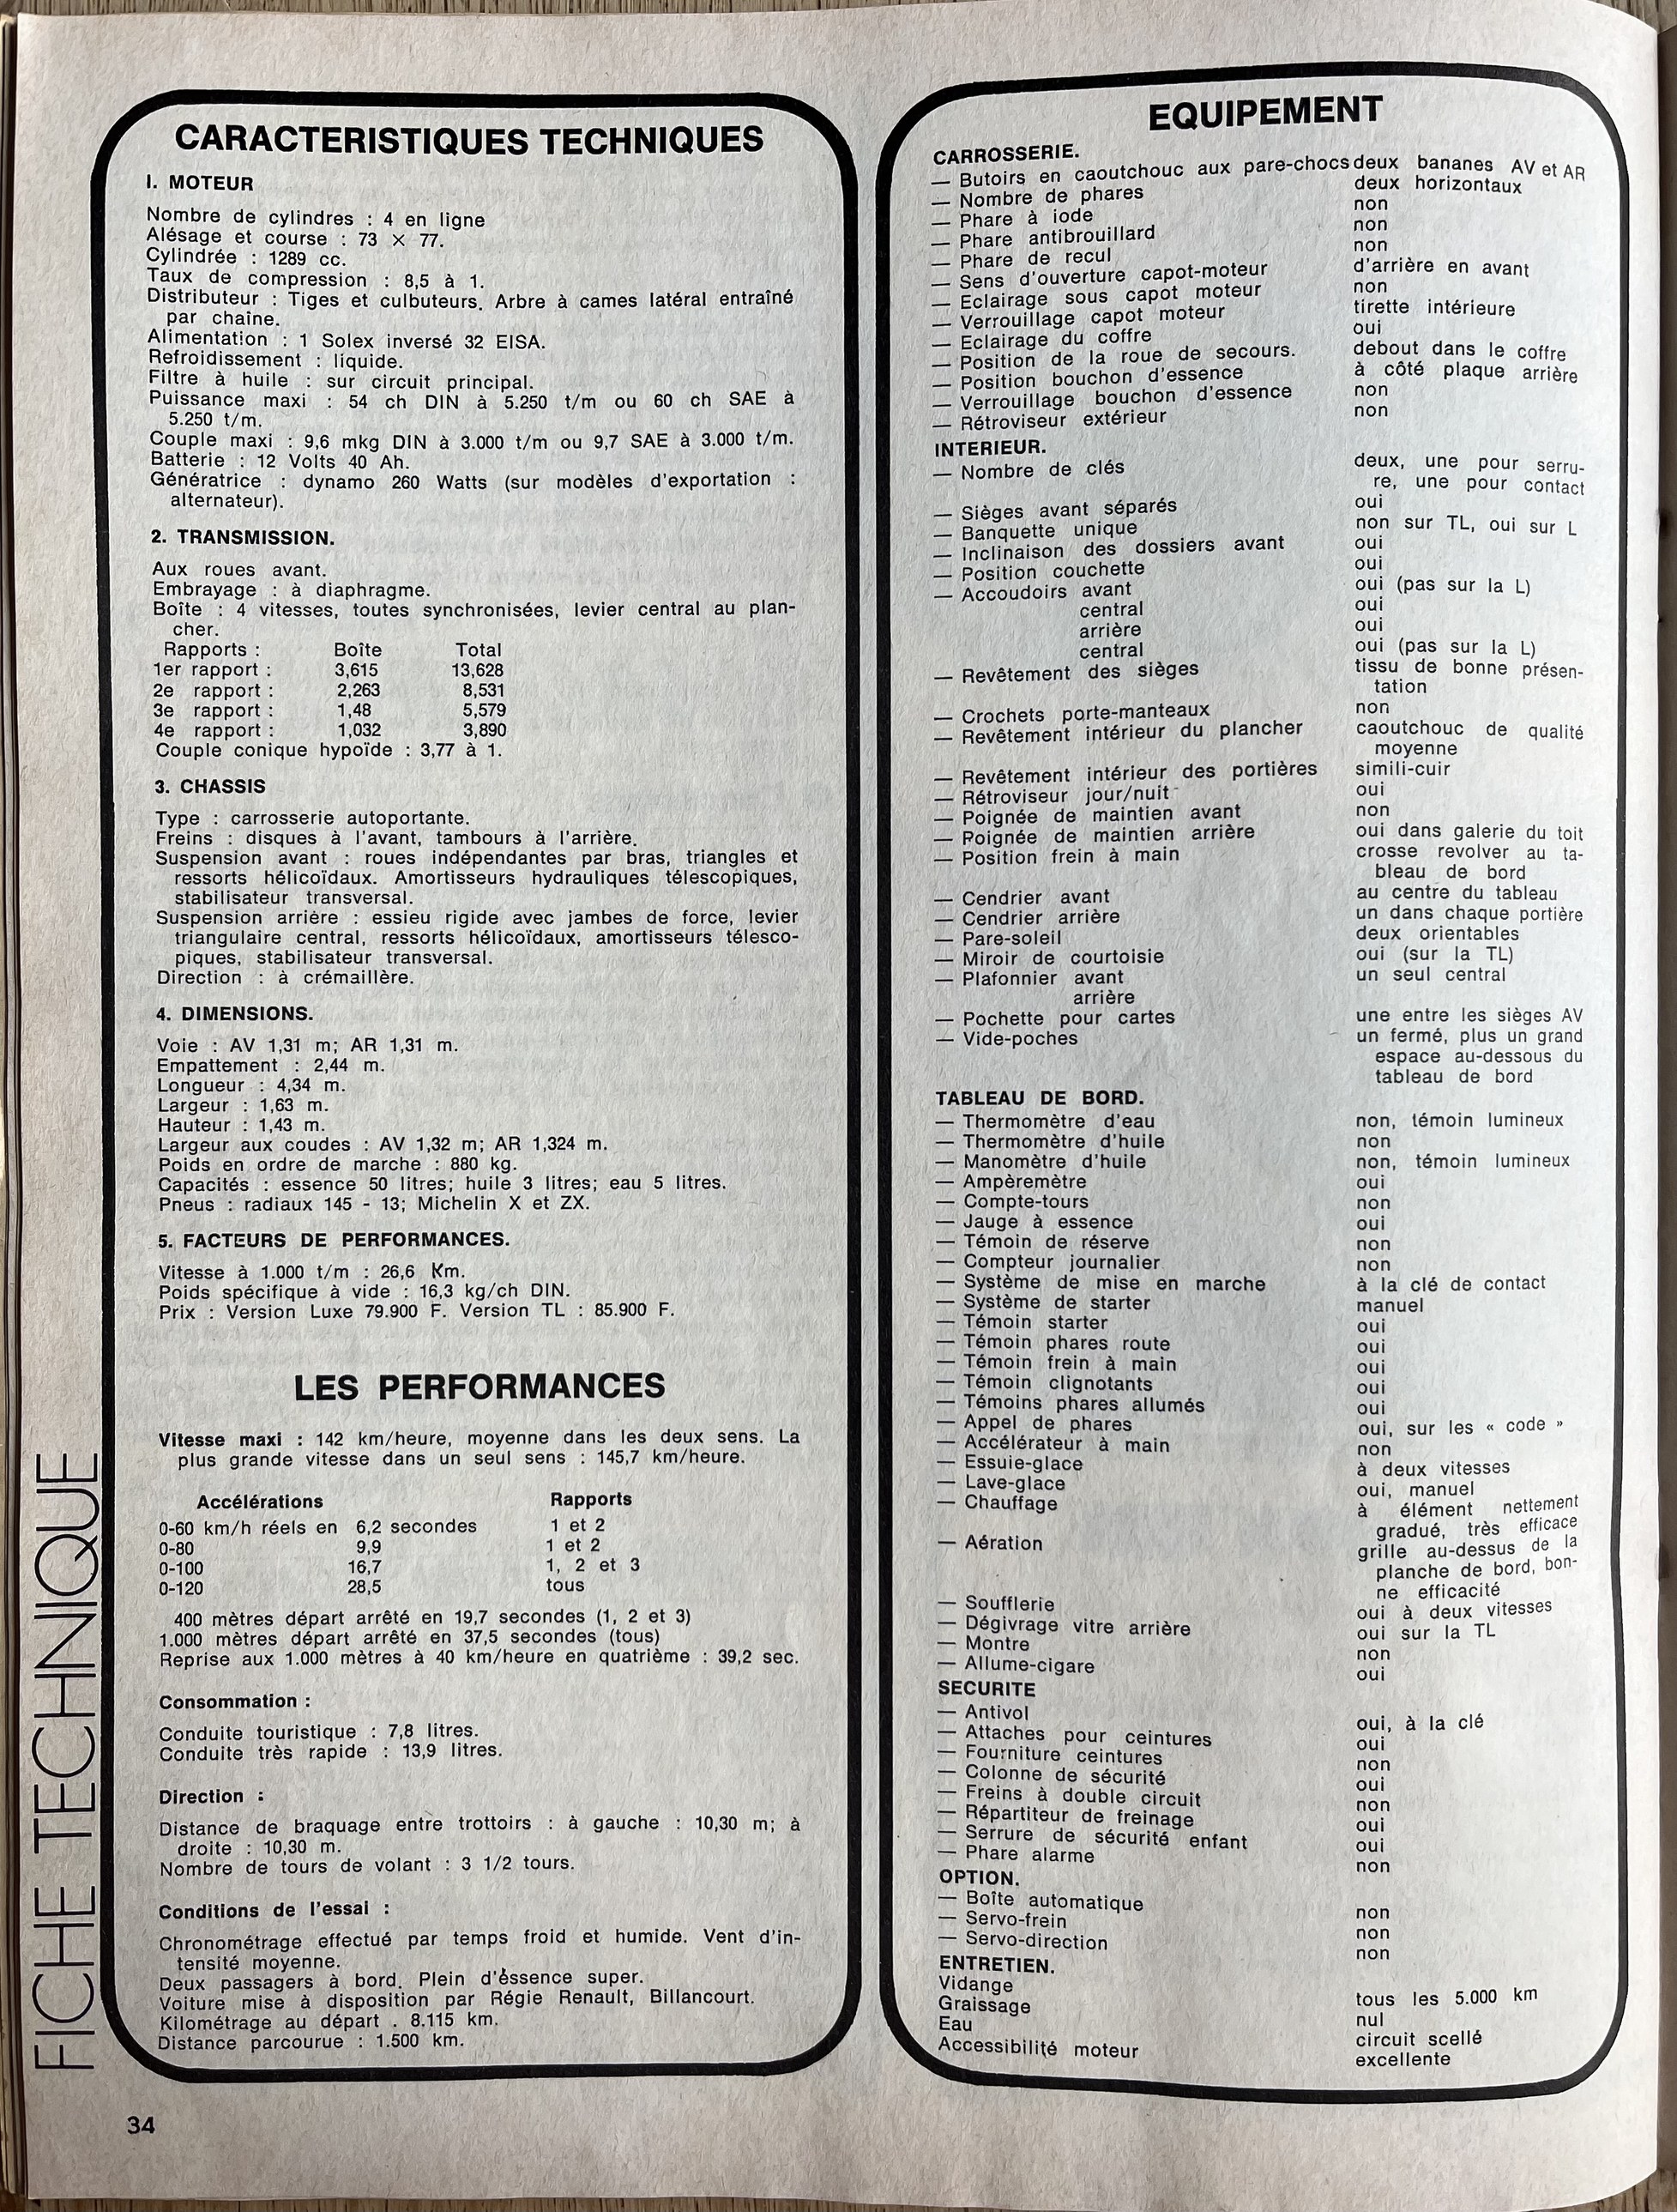 CARACTERISTIQUES TECHNIQUES
I. MOTEUR
Nombre de cylindres : 4 en ligne
Alésage et course : 73 × 77.
Cylindrée : 1289 cc.
Taux de compression : 8,5 à 1.
Distributeur : Tiges et culbuteurs. Arbre à cames latéral entraîné
par chaîne.
Alimentation : 1 Solex inversé 32 EISA.
Refroidissement : liquide.
Filtre à huile : sur circuit principal.
Puissance maxi : 54 ch DIN à 5.250 t/m ou 60 ch SAE à
5.250 t/m.
Couple maxi : 9,6 mkg DIN à 3.000 t/m ou 9,7 SAE à 3.000 t/m.
Batterie : 12 Volts 40 Ah.
Génératrice : dynamo 260 Watts (sur modèles d'exportation :
alternateur).
2. TRANSMISSION.
Aux roues avant.
Embrayage : à diaphragme.
Boîte : 4 vitesses, toutes synchronisées, levier central au plan-
cher.
Rapports : Boîte Total
1er rapport : 3,615 13,628
2e rapport : 2,263 8,531
3e rapport : 1,48 5,579
4e rapport : 1,032 3,890
Couple conique hypoïde : 3,77 à 1.
3. CHASSIS
Type : carrosserie autoportante.
Freins : disques à l'avant, tambours à l'arrière.
Suspension avant : roues indépendantes par bras, triangles et
ressorts hélicoïdaux. Amortisseurs hydrauliques télescopiques,
stabilisateur transversal.
Suspension arrière : essieu rigide avec jambes de force, levier
triangulaire central, ressorts hélicoïdaux, amortisseurs télesco-
piques, stabilisateur transversal.
Direction : à crémaillère.
4. DIMENSIONS.
Voie : AV 1,31 m; AR 1,31 m.
Empattement : 2,44 m.
Longueur : 4,34 m.
Largeur : 1,63 m.
Hauteur : 1,43 m.
Largeur aux coudes : AV 1,32 m; AR 1,324 m.
Poids en ordre de marche : 880 kg.
Capacités : essence 50 litres; huile 3 litres; eau 5 litres.
Pneus : radiaux 145 - 13; Michelin X et ZX.
5. FACTEURS DE PERFORMANCES.
Vitesse à 1.000 t/m : 26,6 Km.
Poids spécifique à vide : 16,3 kg/ch DIN.
Prix : Version Luxe 79.900 F. Version TL : 85.900 F.
LES PERFORMANCES
Vitesse maxi : 142 km/heure, moyenne dans les deux sens. La
plus grande vitesse dans un seul sens : 145,7 km/heure.
Accélérations Rapports
0-60 km/h réels en 6,2 secondes 1 et 2
0-80 9,9 1 et 2
0-100 16,7 1, 2 et 3
0-120 28,5 tous
400 mètres départ arrêté en 19,7 secondes (1, 2 et 3)
1.000 mètres départ arrêté en 37,5 secondes (tous)
Reprise aux 1.000 mètres à 40 km/heure en quatrième : 39,2 sec.
Consommation :
Conduite touristique : 7,8 litres.
Conduite très rapide : 13,9 litres.
Direction :
Distance de braquage entre trottoirs : à gauche : 10,30 m; à
droite : 10,30 m.
Nombre de tours de volant : 3 1/2 tours.
Conditions de l'essai :
Chronométrage effectué par temps froid et humide. Vent d'in-
tensité moyenne.
Deux passagers à bord. Plein d'essence super.
Voiture mise à disposition par Régie Renault, Billancourt.
Kilométrage au départ . 8.115 km.
Distance parcourue : 1.500 km.
FICHE TECHNIQUE
34
EQUIPEMENT
CARROSSERIE.
— Butoirs en caoutchouc aux pare-chocs deux bananes AV et AR
— Nombre de phares deux horizontaux
— Phare à iode non
— Phare antibrouillard non
— Phare de recul non
— Sens d'ouverture capot-moteur d'arrière en avant
— Eclairage sous capot moteur non
— Verrouillage capot moteur tirette intérieure
— Eclairage du coffre oui
— Position de la roue de secours. debout dans le coffre
— Position bouchon d'essence à côté plaque arrière
— Verrouillage bouchon d'essence non
— Rétroviseur extérieur non
INTERIEUR.
— Nombre de clés deux, une pour serru-
re, une pour contact
— Sièges avant séparés oui
— Banquette unique non sur TL, oui sur L
— Inclinaison des dossiers avant oui
— Position couchette oui
— Accoudoirs avant oui (pas sur la L)
central oui
arrière oui
central oui (pas sur la L)
— Revêtement des sièges tissu de bonne présen-
tation
— Crochets porte-manteaux non
— Revêtement intérieur du plancher caoutchouc de qualité
moyenne
— Revêtement intérieur des portières simili-cuir
— Rétroviseur jour/nuit oui
— Poignée de maintien avant non
— Poignée de maintien arrière oui dans galerie du toit
— Position frein à main crosse revolver au ta-
bleau de bord
— Cendrier avant au centre du tableau
— Cendrier arrière un dans chaque portière
— Pare-soleil deux orientables
— Miroir de courtoisie oui (sur la TL)
— Plafonnier avant un seul central
arrière
— Pochette pour cartes une entre les sièges AV
— Vide-poches un fermé, plus un grand
espace au-dessous du
tableau de bord
TABLEAU DE BORD.
— Thermomètre d'eau non, témoin lumineux
— Thermomètre d'huile non
— Manomètre d'huile non, témoin lumineux
— Ampèremètre oui
— Compte-tours non
— Jauge à essence oui
— Témoin de réserve non
— Compteur journalier non
— Système de mise en marche à la clé de contact
— Système de starter manuel
— Témoin starter oui
— Témoin phares route oui
— Témoin frein à main oui
— Témoin clignotants oui
— Témoins phares allumés oui
— Appel de phares oui, sur les « code »
— Accélérateur à main non
— Essuie-glace à deux vitesses
— Lave-glace oui, manuel
— Chauffage à élément nettement
gradué, très efficace
— Aération grille au-dessus de la
planche de bord, bon-
ne efficacité
— Soufflerie oui à deux vitesses
— Dégivrage vitre arrière oui sur la TL
— Montre non
— Allume-cigare oui
SECURITE
— Antivol oui, à la clé
— Attaches pour ceintures oui
— Fourniture ceintures non
— Colonne de sécurité oui
— Freins à double circuit non
— Répartiteur de freinage oui
— Serrure de sécurité enfant oui
— Phare alarme non
OPTION.
— Boîte automatique non
— Servo-frein non
— Servo-direction non
ENTRETIEN.
Vidange tous les 5.000 km
Graissage nul
Eau circuit scellé
Accessibilité moteur excellente